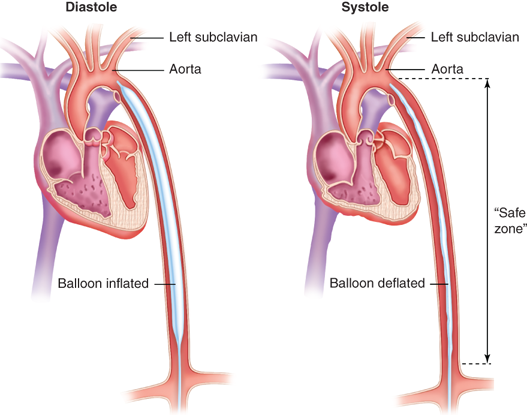 Diastole
Left subclavian
Aorta
Balloon inflated
Systole
Left subclavian
Aorta
Balloon deflated
“Safe
zone”